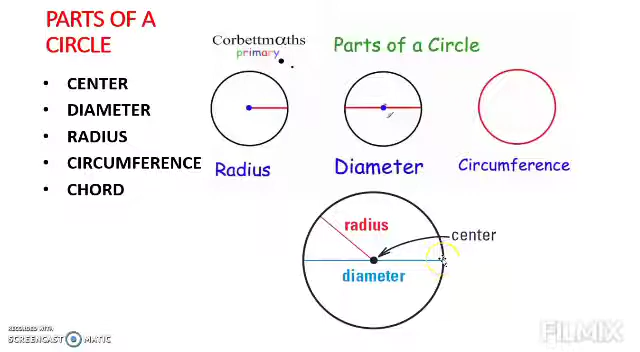 PARTS OF A
CIRCLE
• CENTER
• DIAMETER
• RADIUS
• CIRCUMFERENCE
• CHORD
Corbettmαths
primary
Parts of a Circle
Radius
Diameter
Circumference
radius
center
diameter
RECORDED WITH
SCREENCAST MATIC
FILMIX